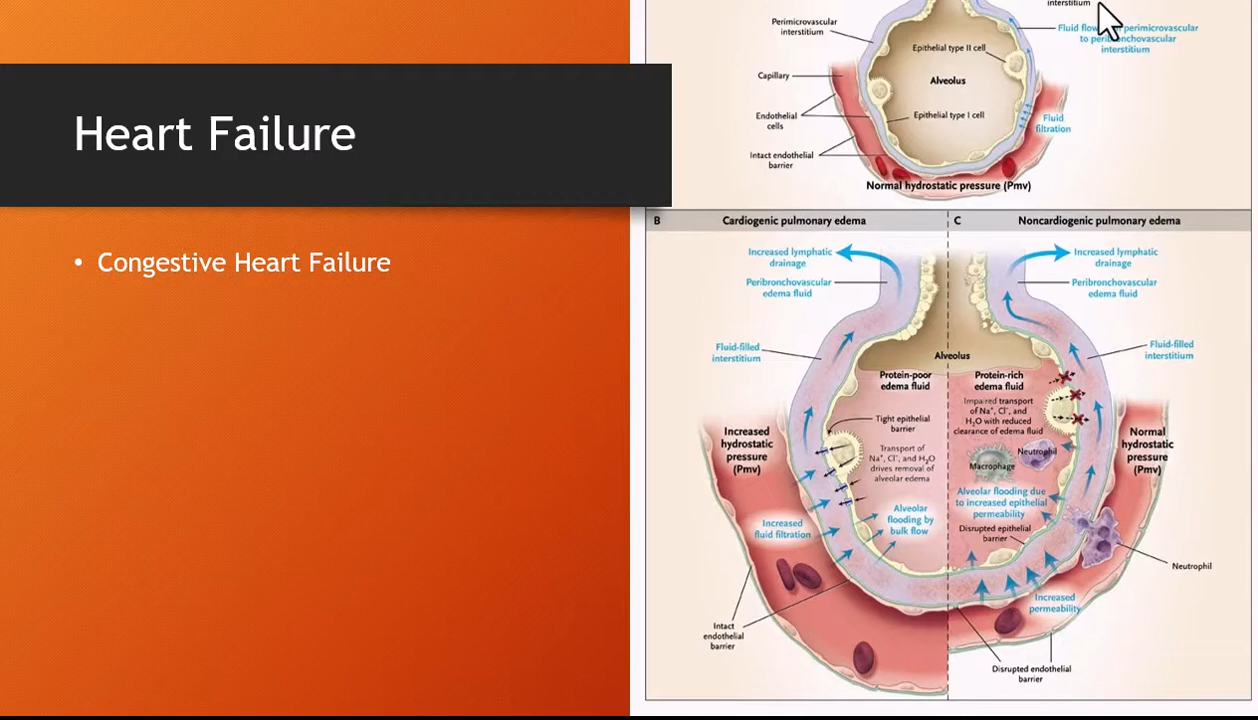 Heart Failure
• Congestive Heart Failure
interstitium
Perimicrovascular
interstitium
Fluid flow perimicrovascular
to peribronchovascular
interstitium
Epithelial type II cell
Capillary
Alveolus
Endothelial
cells
Epithelial type I cell
Fluid
filtration
Intact endothelial
barrier
Normal hydrostatic pressure (Pmv)
B Cardiogenic pulmonary edema
C Noncardiogenic pulmonary edema
Increased lymphatic
drainage
Increased lymphatic
drainage
Peribronchovascular
edema fluid
Peribronchovascular
edema fluid
Fluid-filled
interstitium
Fluid-filled
interstitium
Alveolus
Protein-poor
edema fluid
Protein-rich
edema fluid
Impaired transport
of Na⁺, Cl⁻, and
H₂O with reduced
clearance of edema fluid
Tight epithelial
barrier
Increased
hydrostatic
pressure
(Pmv)
Normal
hydrostatic
pressure
(Pmv)
Transport of
Na⁺, Cl⁻, and H₂O
drives removal of
alveolar edema
Neutrophil
Macrophage
Alveolar flooding due
to increased epithelial
permeability
Alveolar
flooding by
bulk flow
Increased
fluid filtration
Disrupted epithelial
barrier
Neutrophil
Increased
permeability
Intact
endothelial
barrier
Disrupted endothelial
barrier